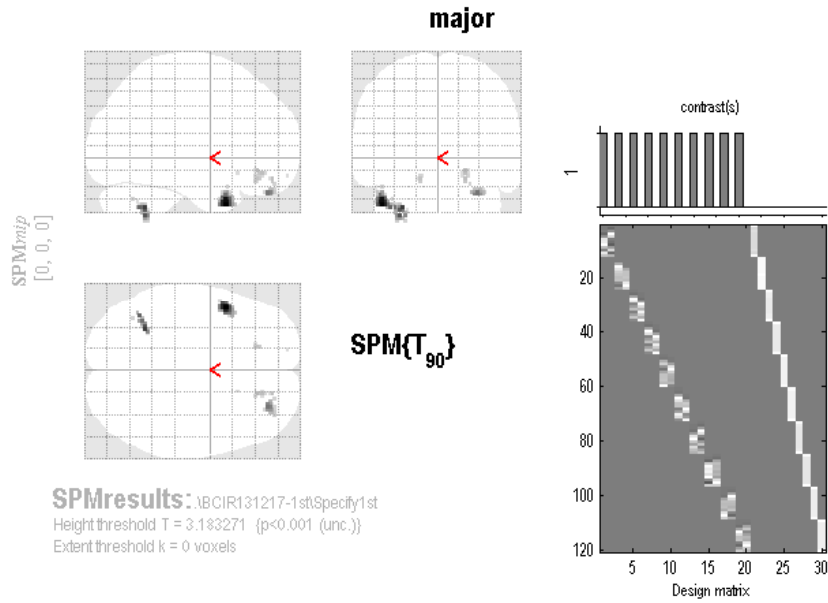 major
contrast(s)
1
SPMmip
[0, 0, 0]
SPM{T90}
20
40
60
80
100
120
5 10 15 20 25 30
Design matrix
SPMresults: .\BCIR131217-1st\Specify1st
Height threshold T = 3.183271 {p<0.001 (unc.)}
Extent threshold k = 0 voxels